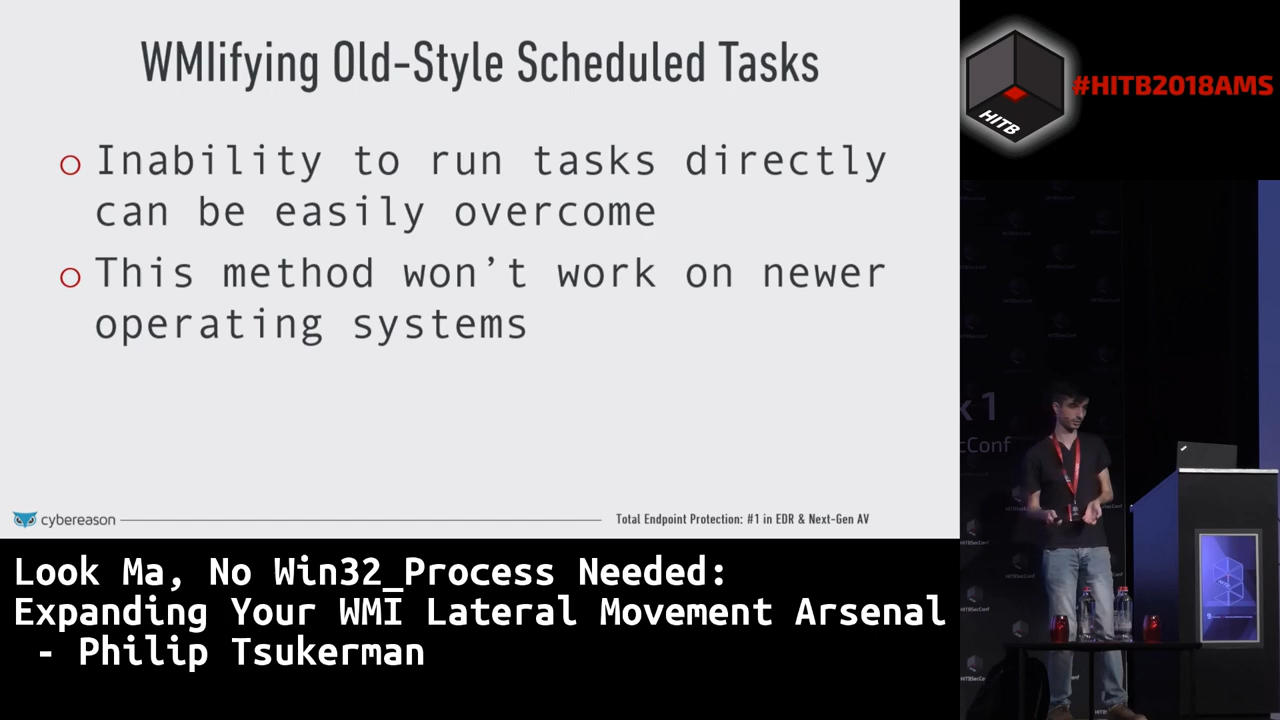 WMIifying Old-Style Scheduled Tasks
Inability to run tasks directly
can be easily overcome
This method won't work on newer
operating systems
cybereason
Total Endpoint Protection: #1 in EDR & Next-Gen AV
Look Ma, No Win32_Process Needed:
Expanding Your WMI Lateral Movement Arsenal
- Philip Tsukerman
HITB
#HITB2018AMS
k 1
cConf